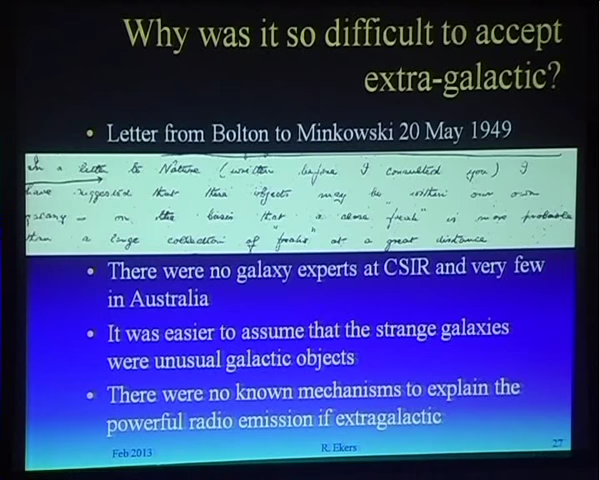 Why was it so difficult to accept
extra-galactic?
• Letter from Bolton to Minkowski 20 May 1949
In a letter to Nature (written before I consulted you) I
have suggested that these objects may be within our own
galaxy – on the basis that a close "freak" is more probable
than a large collection of "freaks" at a great distance
• There were no galaxy experts at CSIR and very few
in Australia
• It was easier to assume that the strange galaxies
were unusual galactic objects
• There were no known mechanisms to explain the
powerful radio emission if extragalactic
Feb 2013 R. Ekers 27